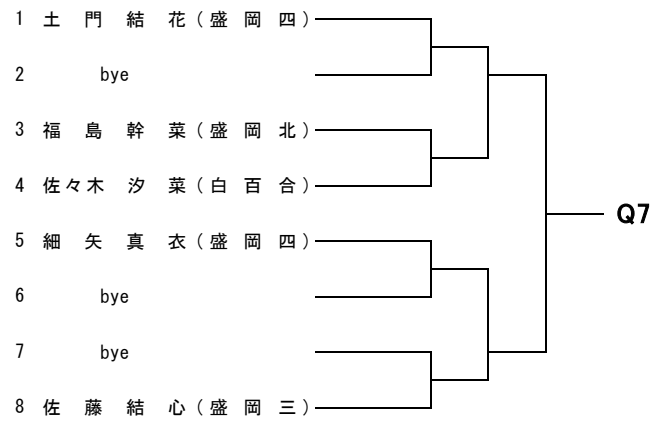 1 土門結花(盛岡四)
2 bye
3 福島幹菜(盛岡北)
4 佐々木汐菜(白百合)
Q7
5 細矢真衣(盛岡四)
6 bye
7 bye
8 佐藤結心(盛岡三)